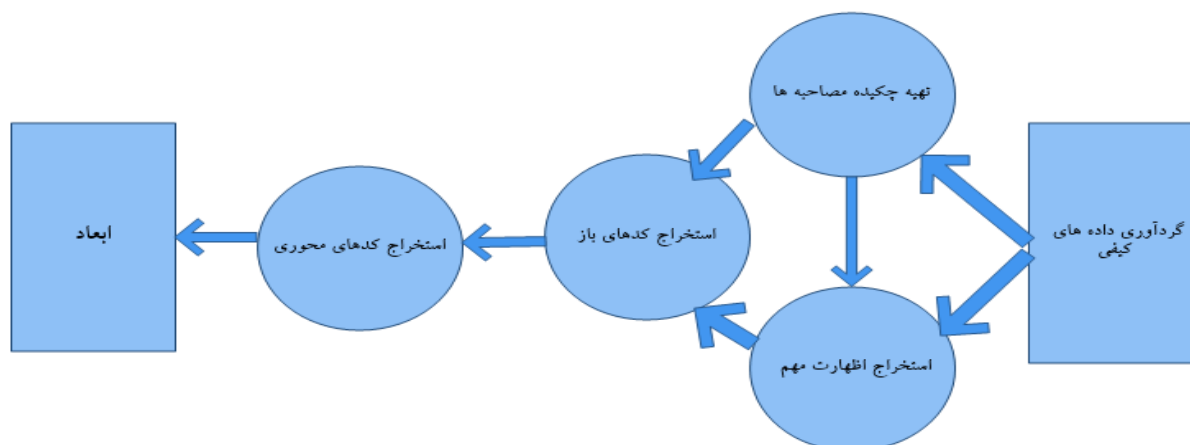 تهیه چکیده مصاحبه ها
گردآوری داده های
کیفی
استخراج کدهای باز
استخراج کدهای محوری
ابعاد
استخراج اظهارت مهم